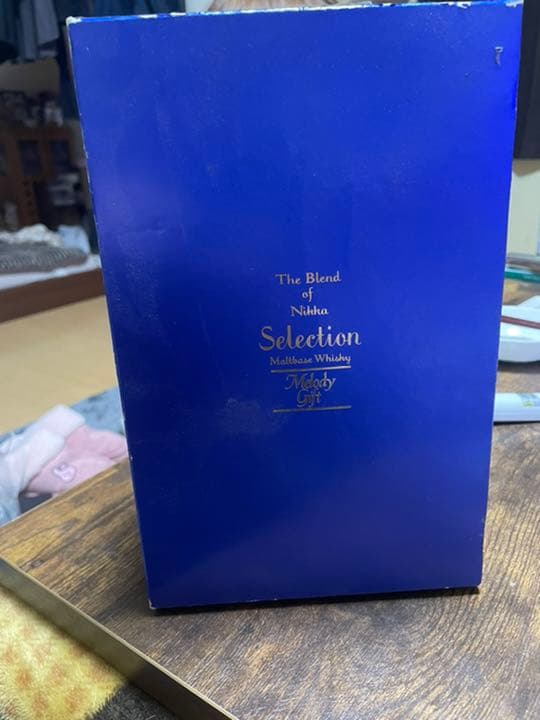 The Blend
of
Nikka
Selection
Maltbase Whisky
Melody
Gift